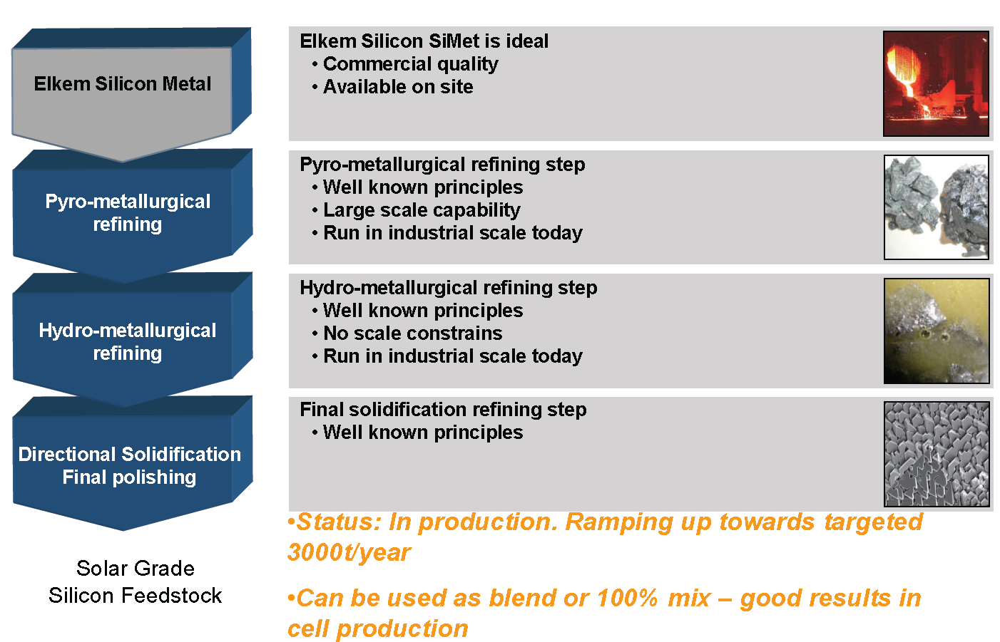 Elkem Silicon Metal
Elkem Silicon SiMet is ideal
• Commercial quality
• Available on site
Pyro-metallurgical
refining
Pyro-metallurgical refining step
• Well known principles
• Large scale capability
• Run in industrial scale today
Hydro-metallurgical
refining
Hydro-metallurgical refining step
• Well known principles
• No scale constrains
• Run in industrial scale today
Directional Solidification
Final polishing
Final solidification refining step
• Well known principles
Solar Grade
Silicon Feedstock
•Status: In production. Ramping up towards targeted
3000t/year
•Can be used as blend or 100% mix – good results in
cell production